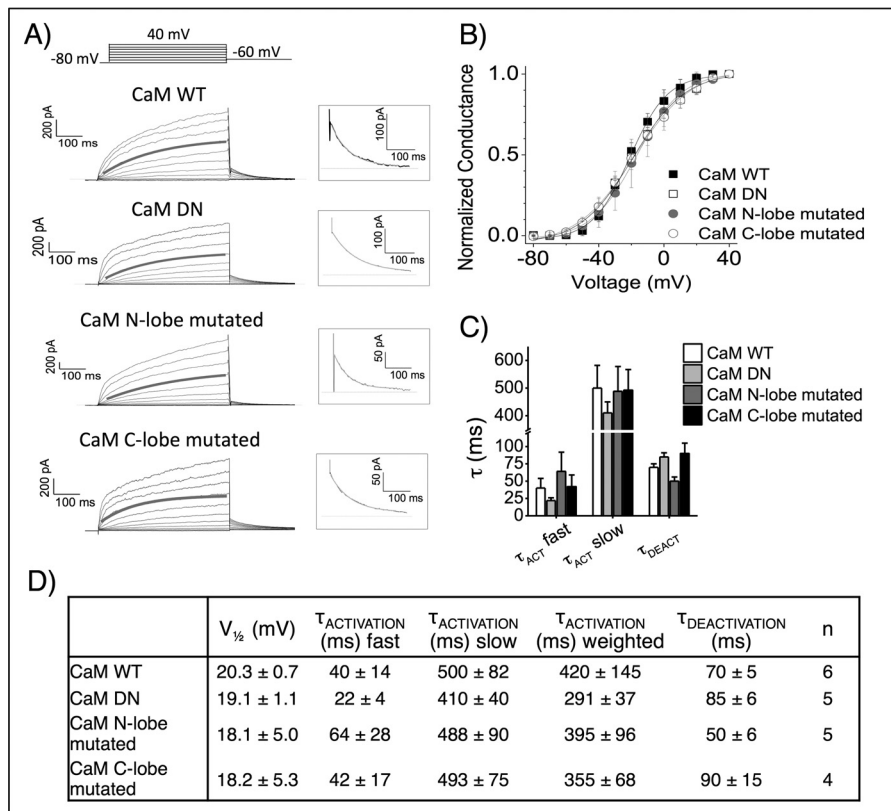 A)
40 mV
-80 mV
-60 mV
CaM WT
200 pA
100 ms
100 pA
100 ms
CaM DN
200 pA
100 ms
100 pA
100 ms
CaM N-lobe mutated
200 pA
100 ms
50 pA
100 ms
CaM C-lobe mutated
200 pA
100 ms
50 pA
100 ms
B)
Normalized Conductance
1.0
0.5
0.0
-80
-40
0
40
Voltage (mV)
CaM WT
CaM DN
CaM N-lobe mutated
CaM C-lobe mutated
C)
τ (ms)
600
500
400
100
75
50
25
0
τACT fast
τACT slow
τDEACT
CaM WT
CaM DN
CaM N-lobe mutated
CaM C-lobe mutated
D)
V½ (mV) τACTIVATION (ms) fast τACTIVATION (ms) slow τACTIVATION (ms) weighted τDEACTIVATION (ms) n
CaM WT 20.3 ± 0.7 40 ± 14 500 ± 82 420 ± 145 70 ± 5 6
CaM DN 19.1 ± 1.1 22 ± 4 410 ± 40 291 ± 37 85 ± 6 5
CaM N-lobe mutated 18.1 ± 5.0 64 ± 28 488 ± 90 395 ± 96 50 ± 6 5
CaM C-lobe mutated 18.2 ± 5.3 42 ± 17 493 ± 75 355 ± 68 90 ± 15 4